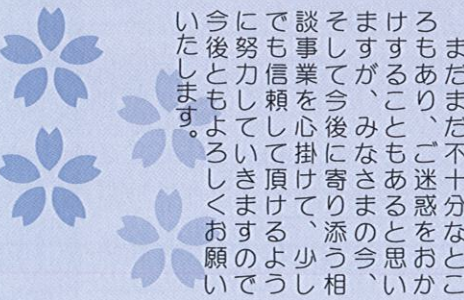 まだまだ不十分なとこ
ろもあり、ご迷惑をおか
けすることもあると思い
ますが、みなさまの今、
そして今後に寄り添う相
談事業を心掛けて、少し
でも信頼して頂けるよう
に努力していきますので
今後ともよろしくお願い
いたします。